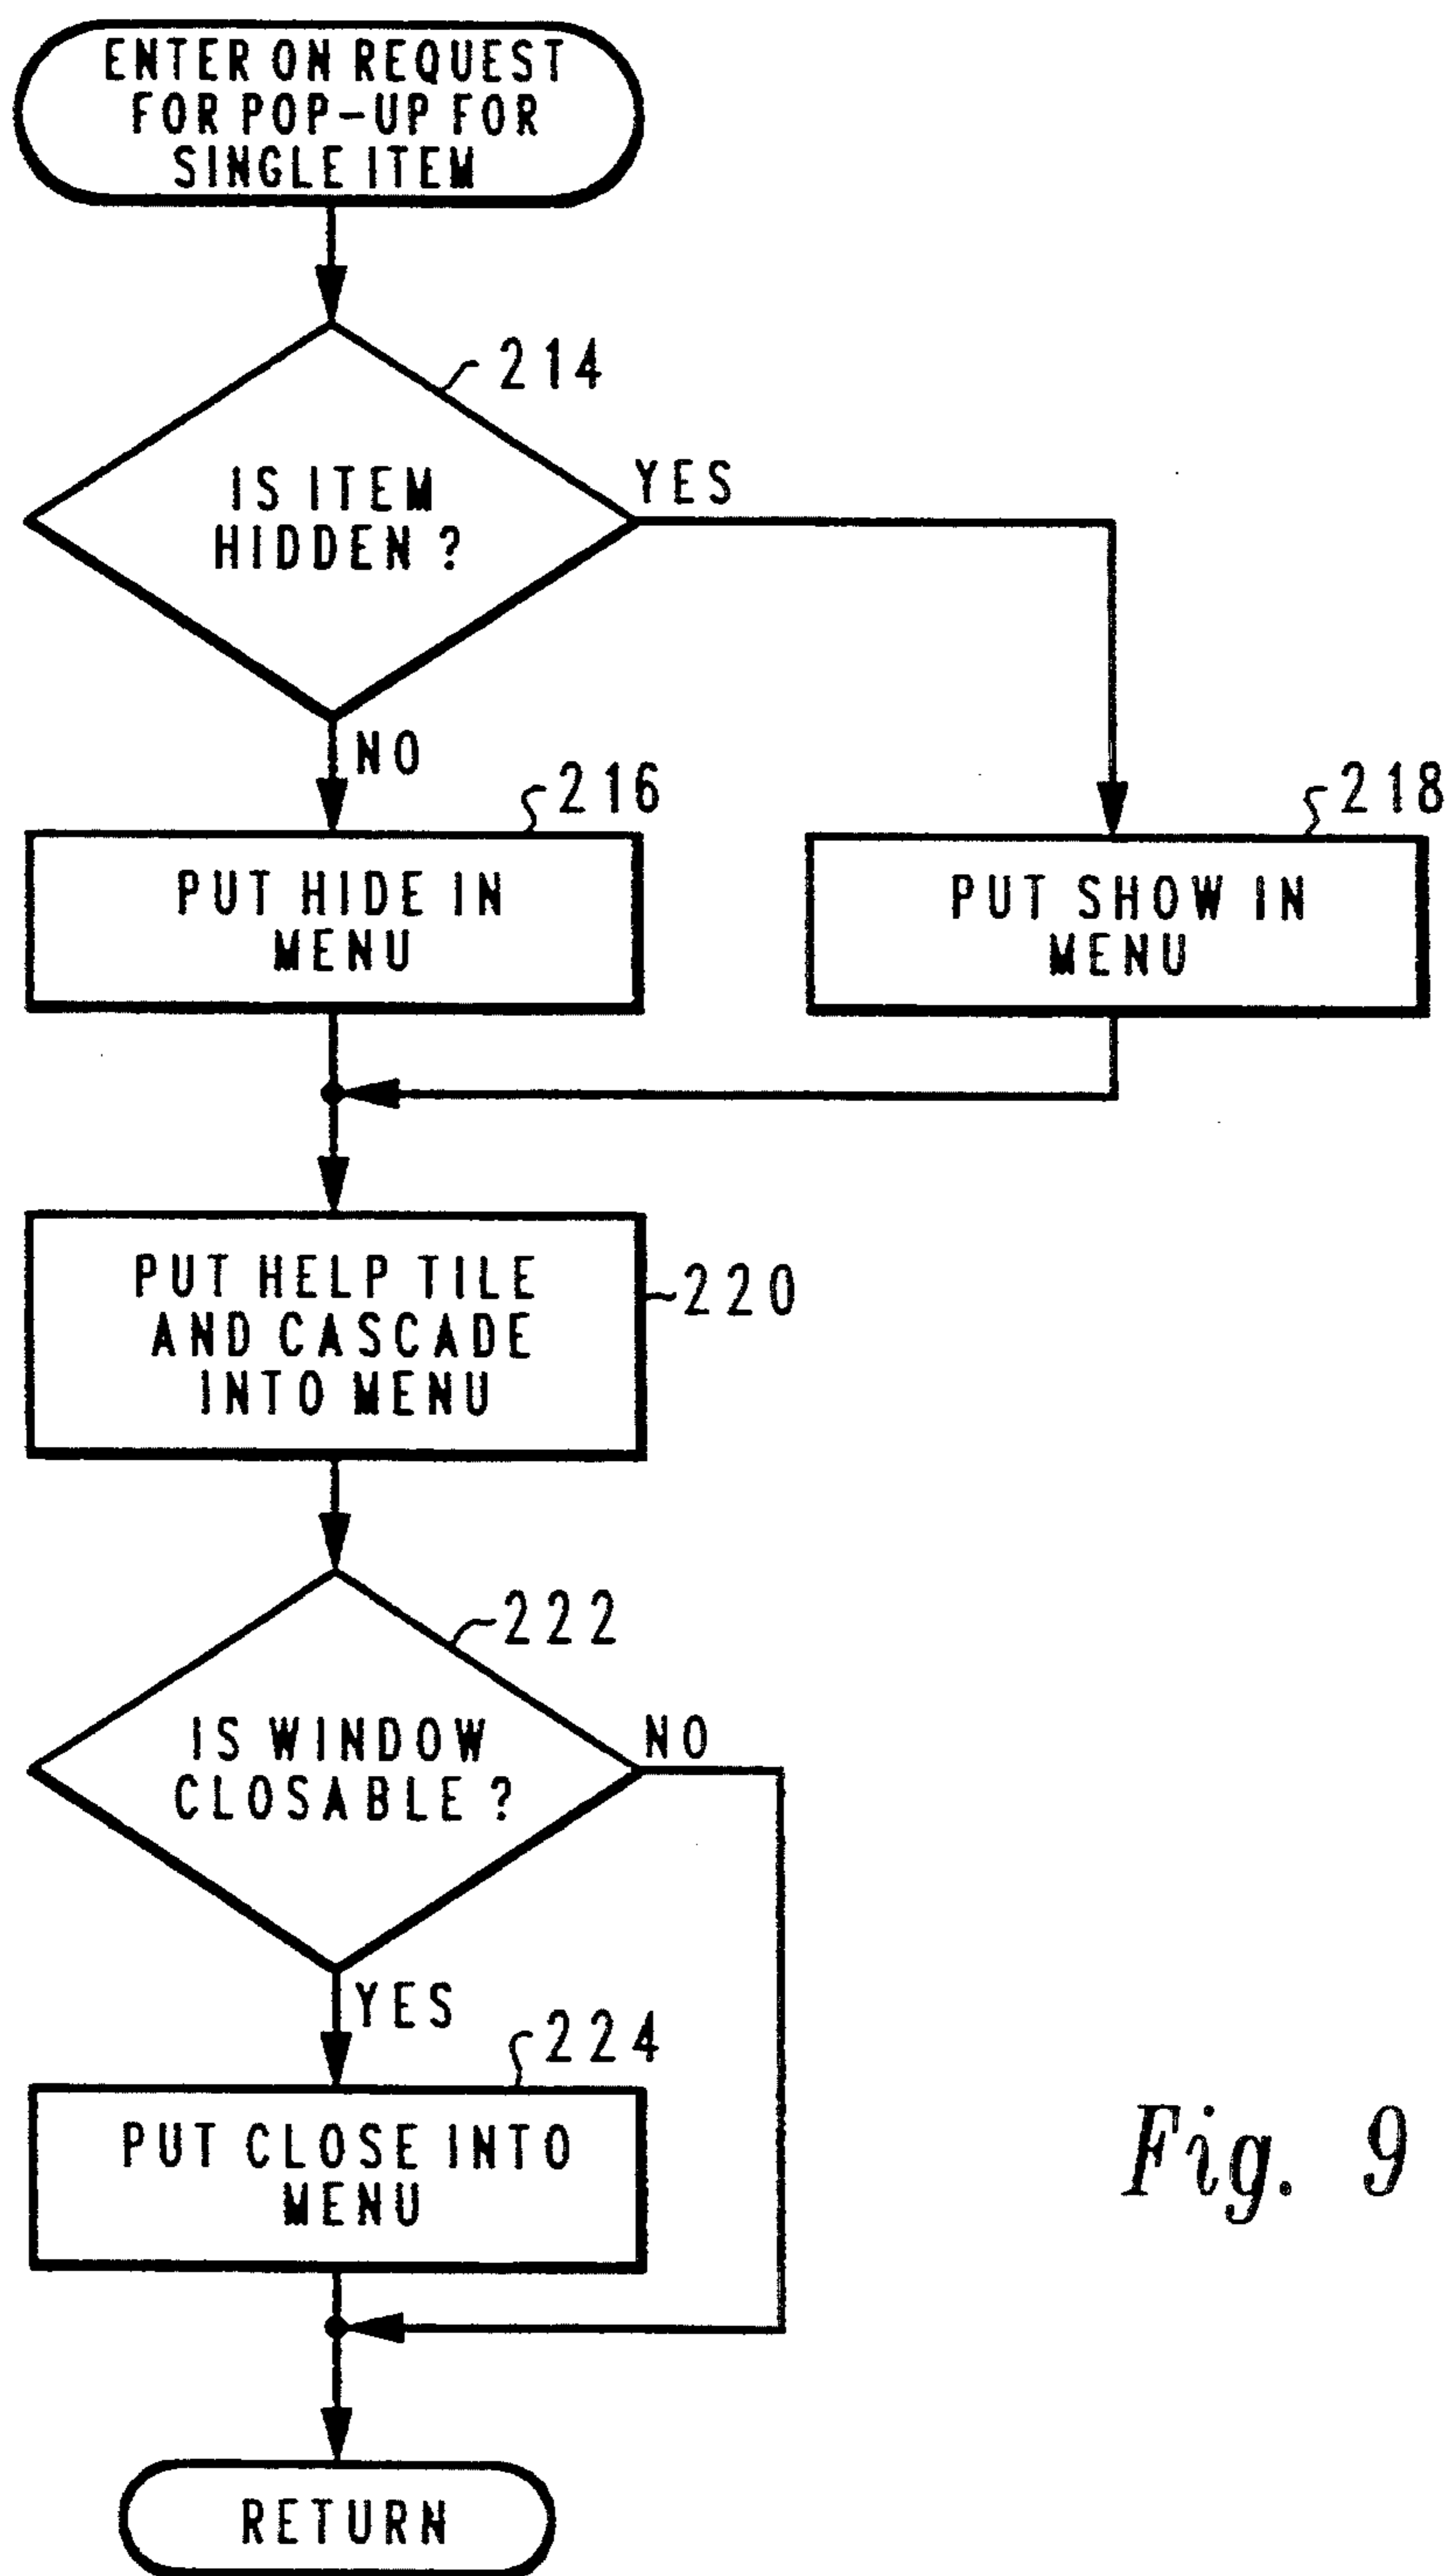 ENTER ON REQUEST
FOR POP-UP FOR
SINGLE ITEM
214
IS ITEM
HIDDEN ?
YES
NO
216
PUT HIDE IN
MENU
218
PUT SHOW IN
MENU
PUT HELP TILE
AND CASCADE
INTO MENU
220
222
IS WINDOW
CLOSABLE ?
NO
YES
224
PUT CLOSE INTO
MENU
RETURN
Fig. 9